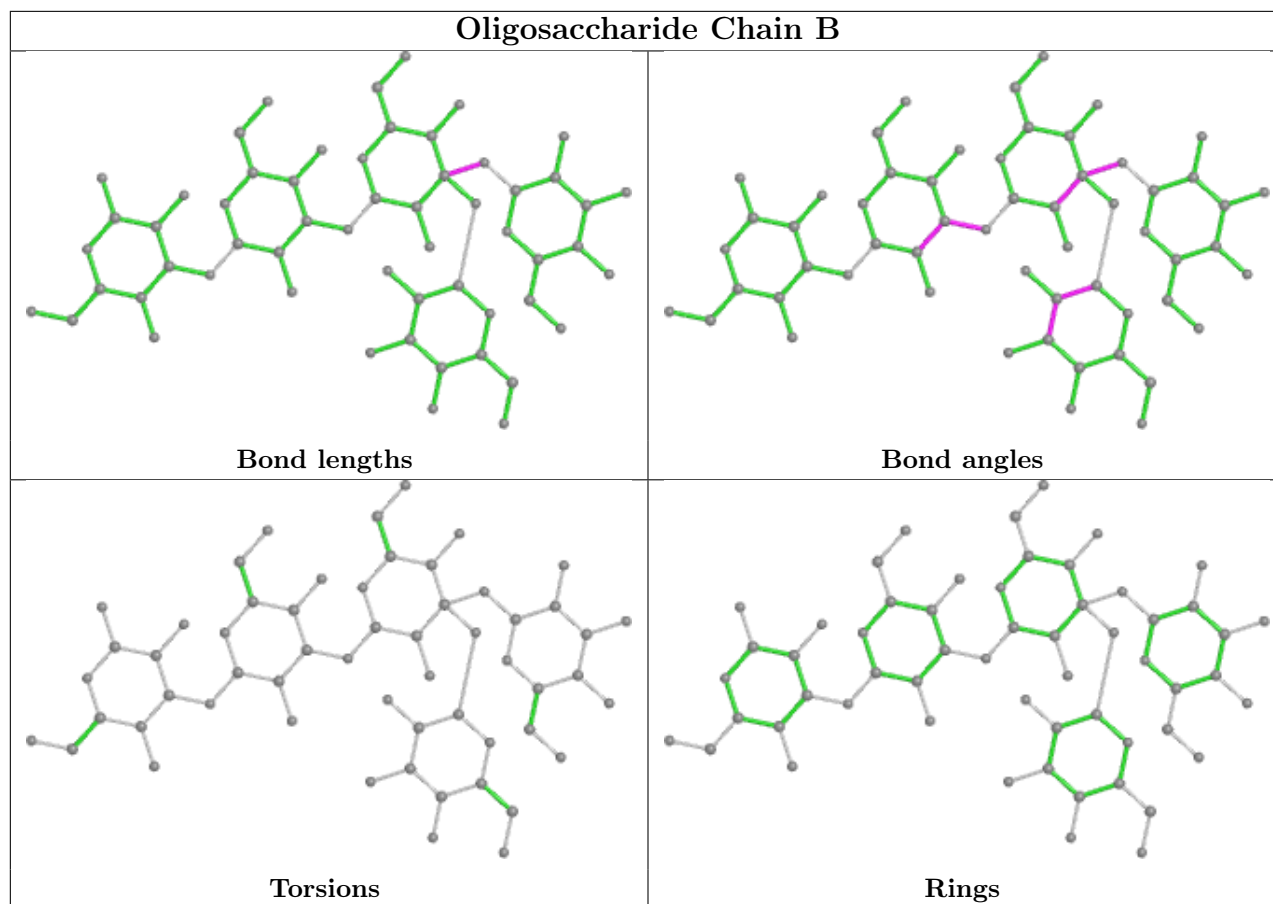 Oligosaccharide Chain B
Bond lengths
Bond angles
Torsions
Rings